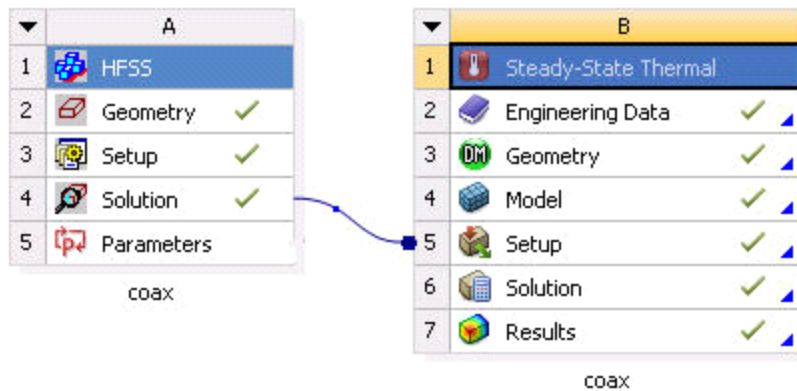 A
1 HFSS
2 Geometry
3 Setup
4 Solution
5 Parameters
coax
B
1 Steady-State Thermal
2 Engineering Data
3 DM Geometry
4 Model
5 Setup
6 Solution
7 Results
coax